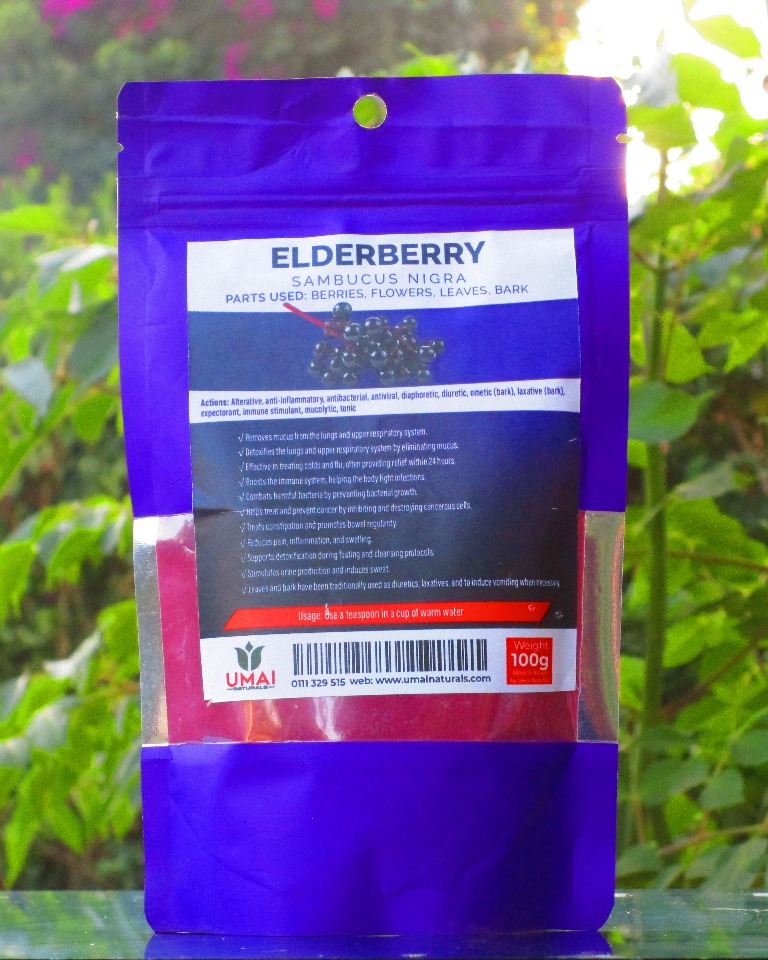 ELDERBERRY
SAMBUCUS NIGRA
PARTS USED: BERRIES, FLOWERS, LEAVES, BARK
Actions: Alterative, anti-inflammatory, antibacterial, antiviral, diaphoretic, diuretic, emetic (bark), laxative (bark),
expectorant, immune stimulant, mucolytic, tonic
√ Removes mucus from the lungs and upper respiratory system.
√ Detoxifies the lungs and upper respiratory system by eliminating mucus.
√ Effective in treating colds and flu, often providing relief within 24 hours.
√ Boosts the immune system, helping the body fight infections.
√ Combats harmful bacteria by preventing bacterial growth.
√ Helps treat and prevent cancer by inhibiting and destroying cancerous cells.
√ Treats constipation and promotes bowel regularity.
√ Reduces pain, inflammation, and swelling.
√ Supports detoxification during fasting and cleansing protocols.
√ Stimulates urine production and induces sweat.
√ Leaves and bark have been traditionally used as diuretics, laxatives, and to induce vomiting when necessary
Usage: Use a teaspoon in a cup of warm water
UMAI
NATURALS
0111 329 515 web: www.umainaturals.com
Weight
100g